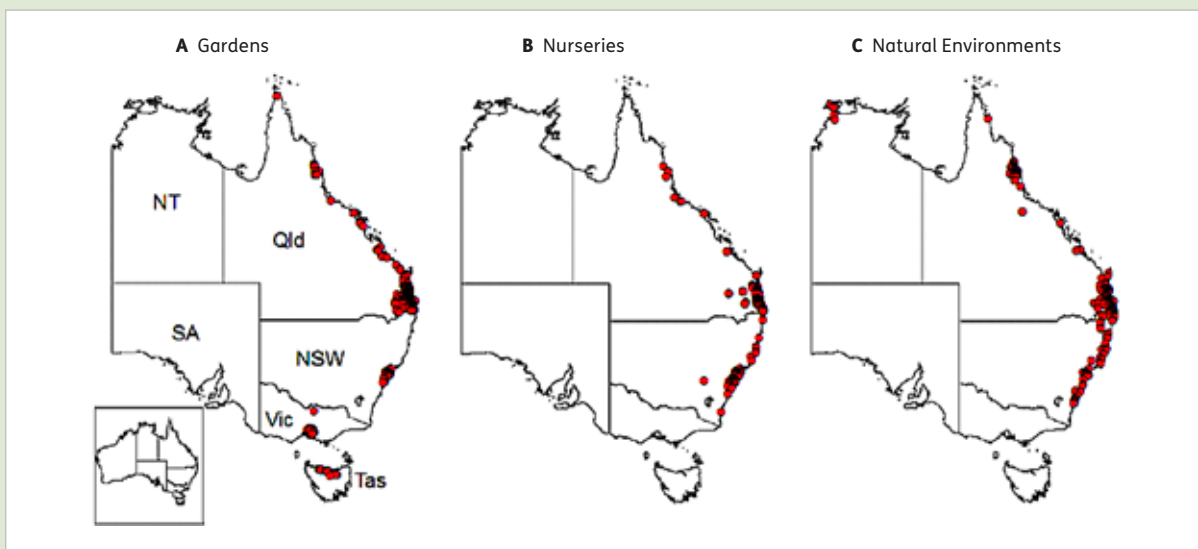 A Gardens
B Nurseries
C Natural Environments
NT
Qld
SA
NSW
Vic
Tas